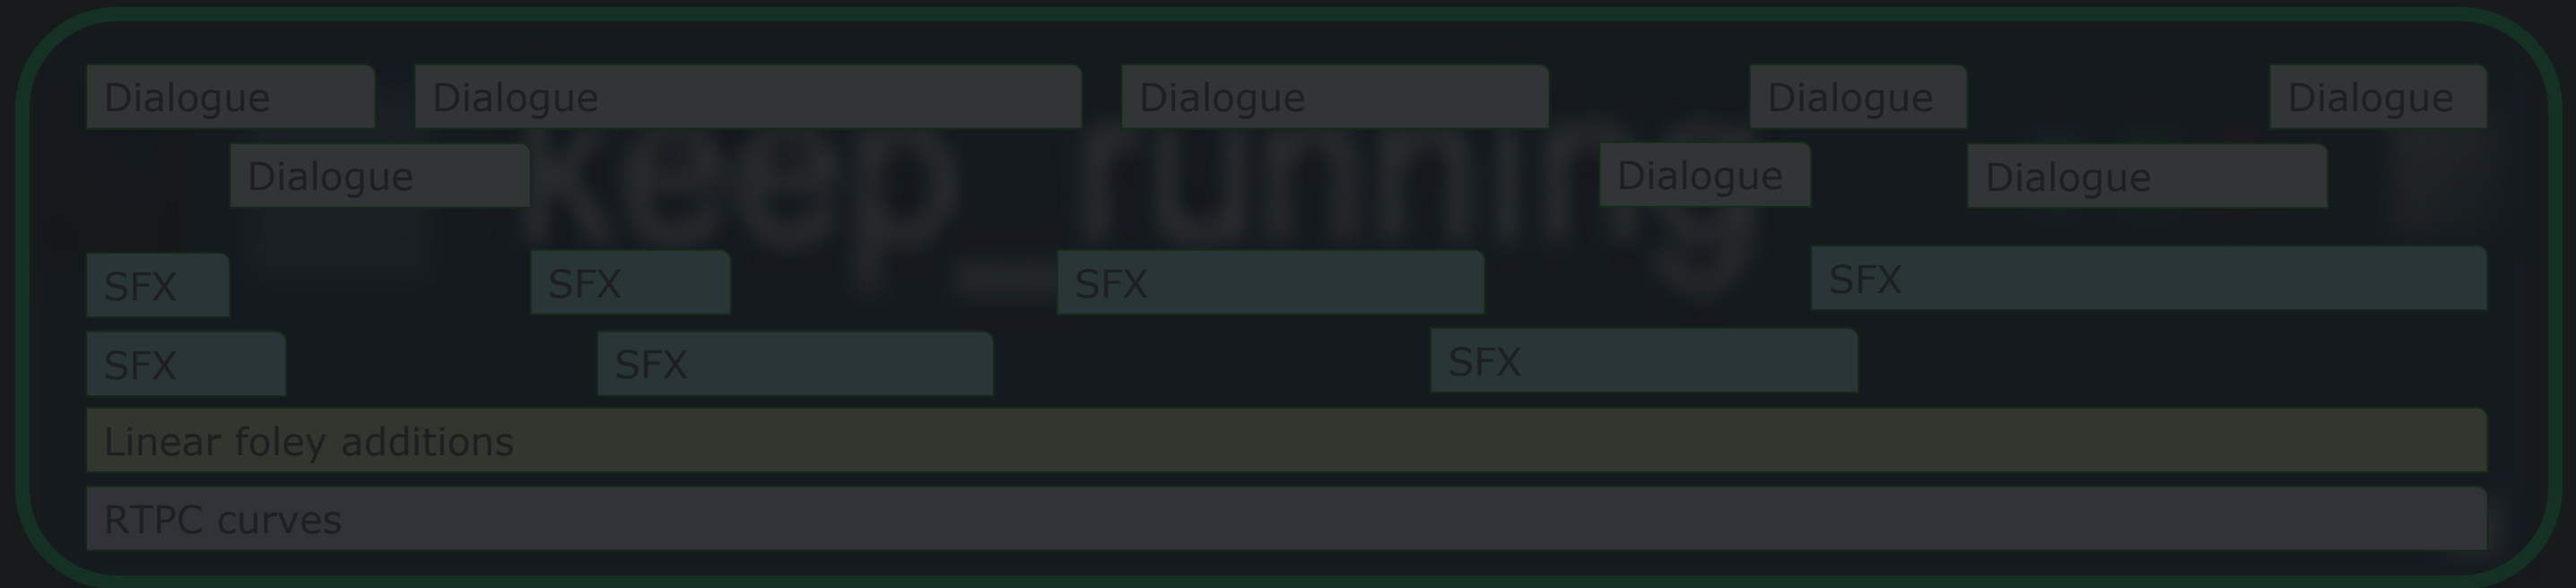 Dialogue Dialogue Dialogue Dialogue Dialogue
Dialogue keep_running Dialogue Dialogue
SFX SFX SFX SFX
SFX SFX SFX
Linear foley additions
RTPC curves